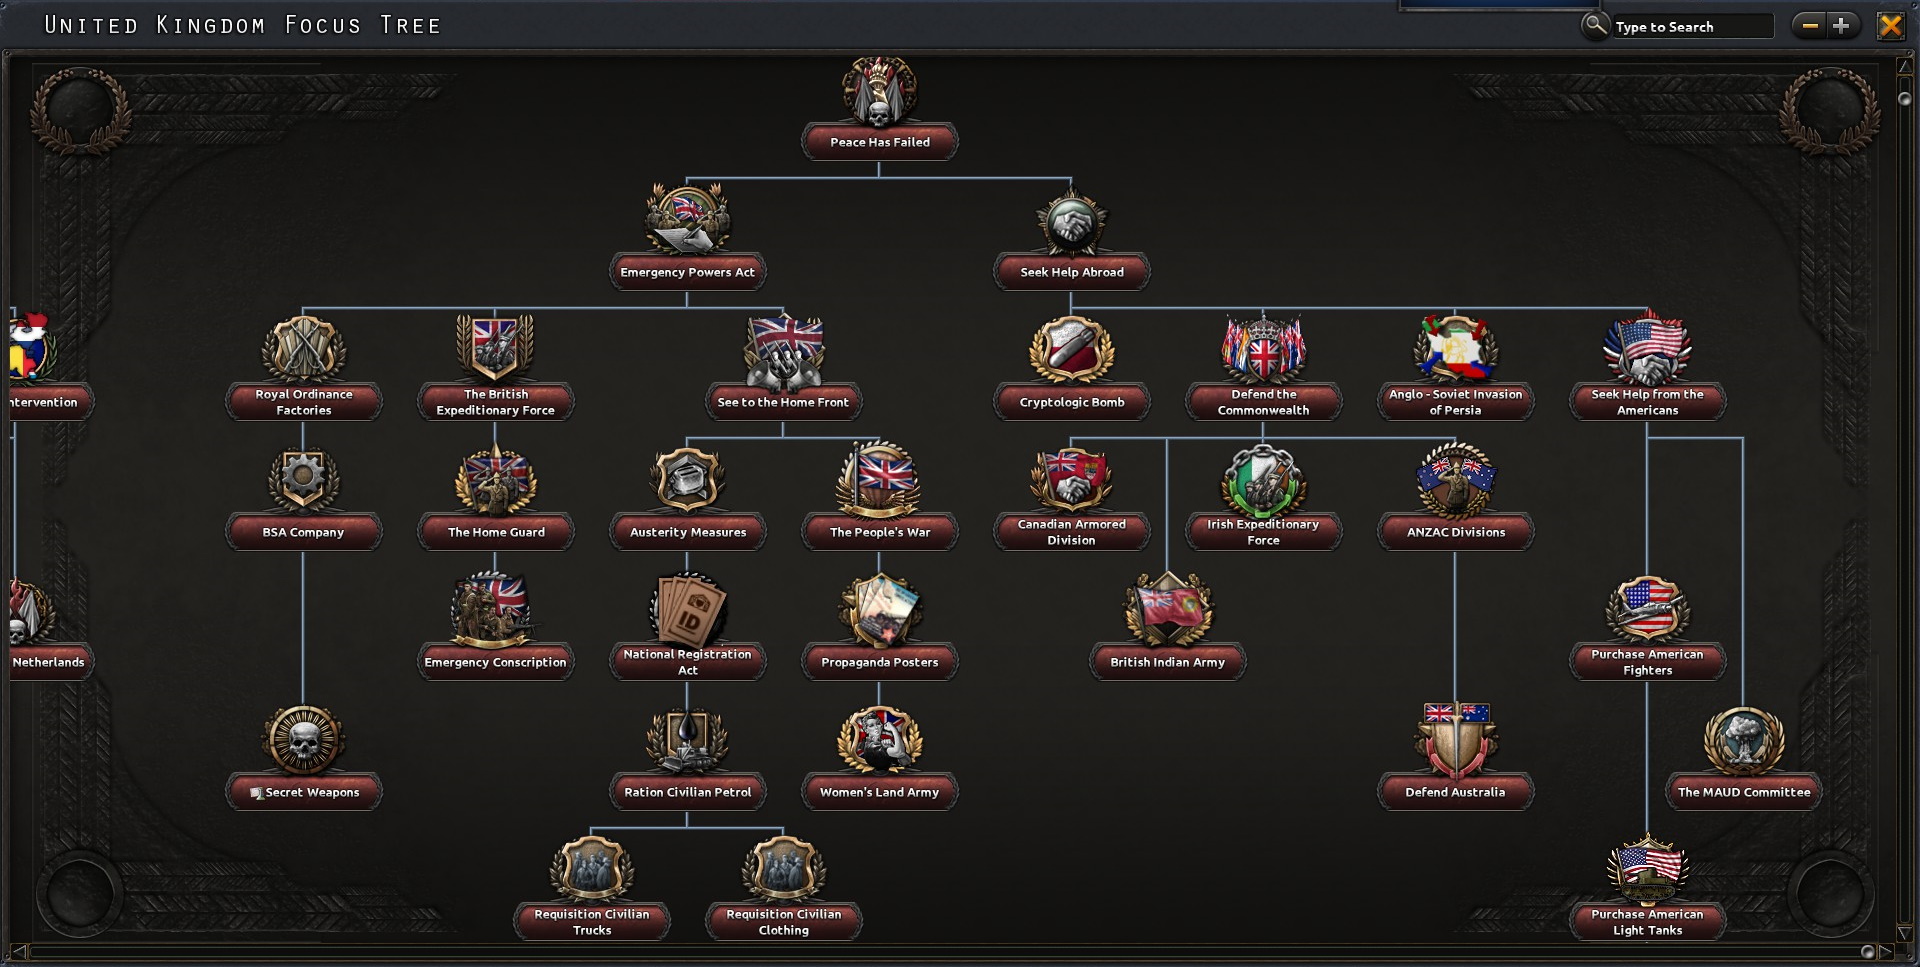 United Kingdom Focus Tree
Type to Search
Peace Has Failed
Emergency Powers Act
Seek Help Abroad
ntervention
Royal Ordinance
Factories
The British
Expeditionary Force
See to the Home Front
Cryptologic Bomb
Defend the
Commonwealth
Anglo - Soviet Invasion
of Persia
Seek Help from the
Americans
BSA Company
The Home Guard
Austerity Measures
The People's War
Canadian Armored
Division
Irish Expeditionary
Force
ANZAC Divisions
ID
Netherlands
Emergency Conscription
National Registration
Act
Propaganda Posters
British Indian Army
Purchase American
Fighters
Secret Weapons
Ration Civilian Petrol
Women's Land Army
Defend Australia
The MAUD Committee
Requisition Civilian
Trucks
Requisition Civilian
Clothing
Purchase American
Light Tanks